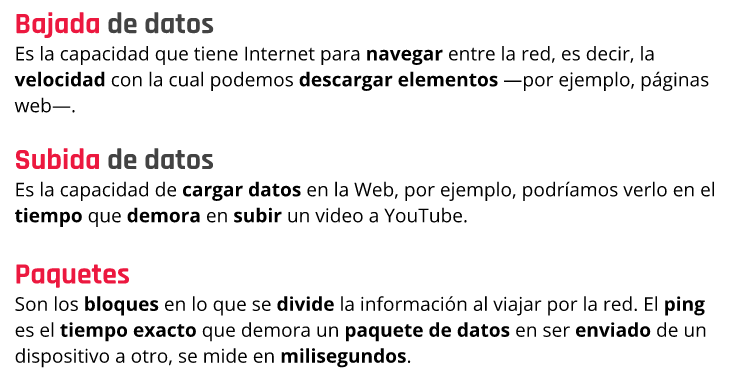 Bajada de datos
Es la capacidad que tiene Internet para navegar entre la red, es decir, la
velocidad con la cual podemos descargar elementos —por ejemplo, páginas
web—.
Subida de datos
Es la capacidad de cargar datos en la Web, por ejemplo, podríamos verlo en el
tiempo que demora en subir un video a YouTube.
Paquetes
Son los bloques en lo que se divide la información al viajar por la red. El ping
es el tiempo exacto que demora un paquete de datos en ser enviado de un
dispositivo a otro, se mide en milisegundos.